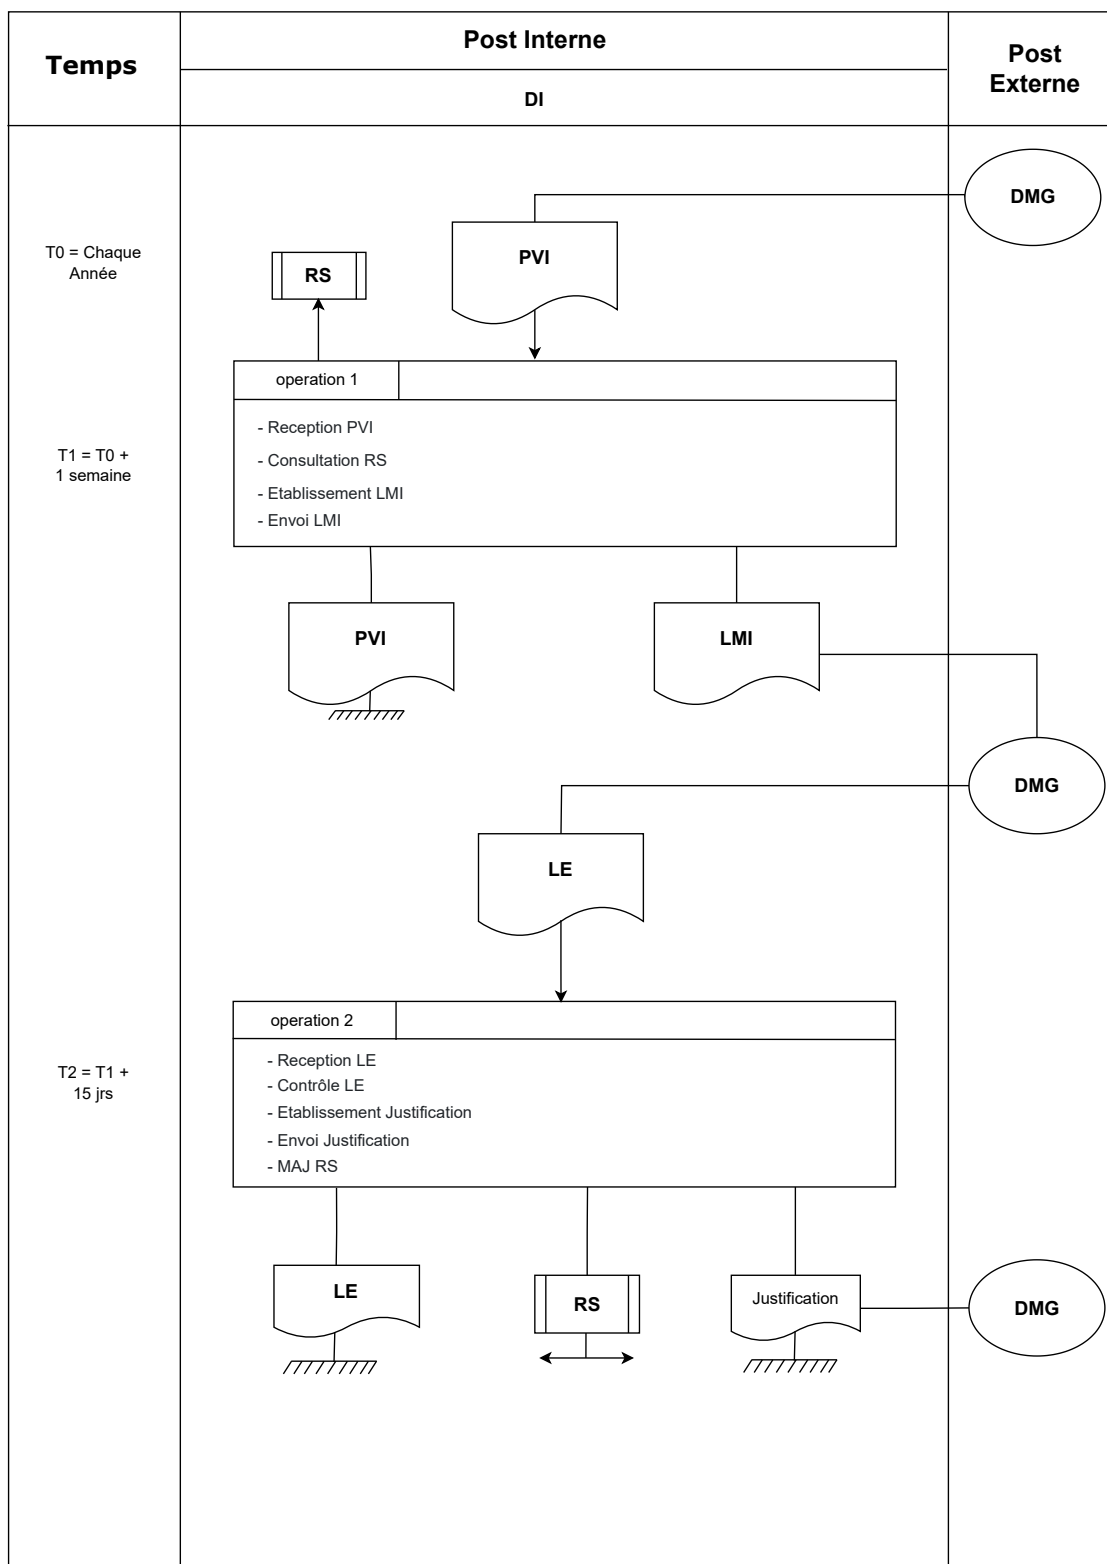 Temps
Post Interne
DI
Post
Externe
DMG
T0 = Chaque
Année
RS
PVI
operation 1
T1 = T0 +
1 semaine
- Reception PVI
- Consultation RS
- Etablissement LMI
- Envoi LMI
PVI
LMI
DMG
LE
operation 2
T2 = T1 +
15 jrs
- Reception LE
- Contrôle LE
- Etablissement Justification
- Envoi Justification
- MAJ RS
LE
RS
Justification
DMG